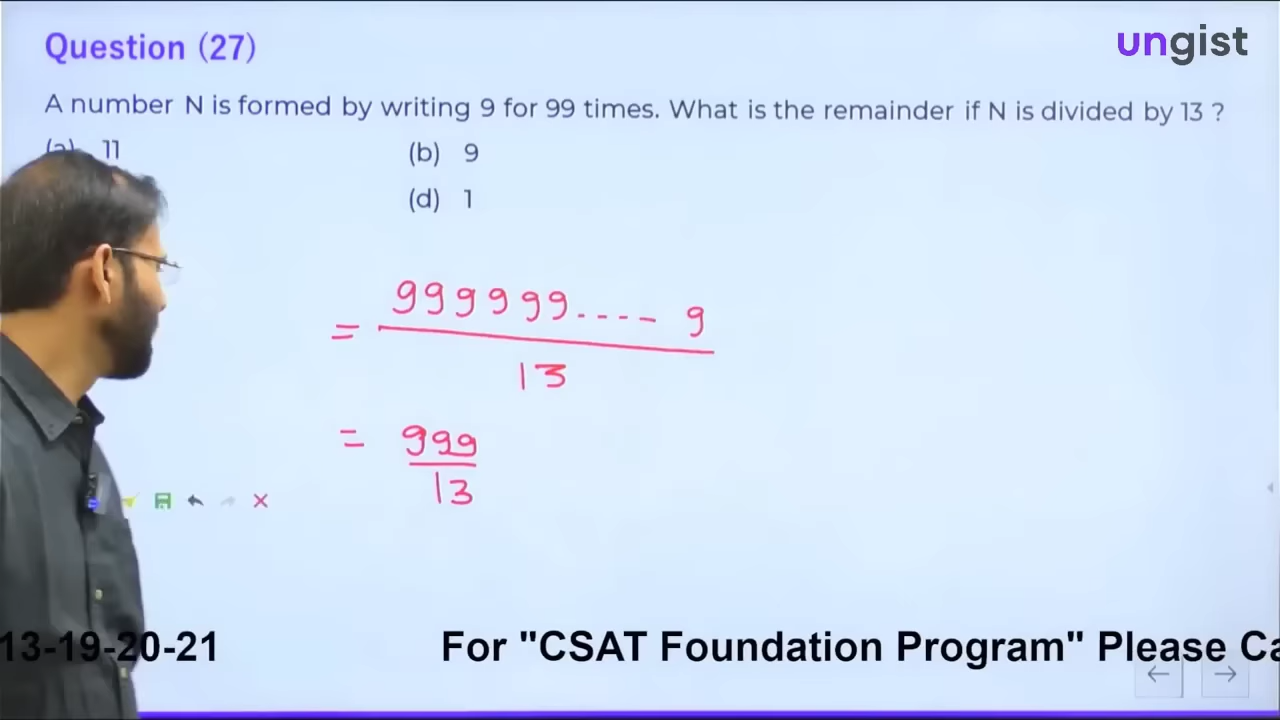 Question (27)
ungist
A number N is formed by writing 9 for 99 times. What is the remainder if N is divided by 13 ?
(a) 11
(b) 9
(d) 1
= 999999.---- 9
13
= 999
13
13-19-20-21
For "CSAT Foundation Program" Please Ca